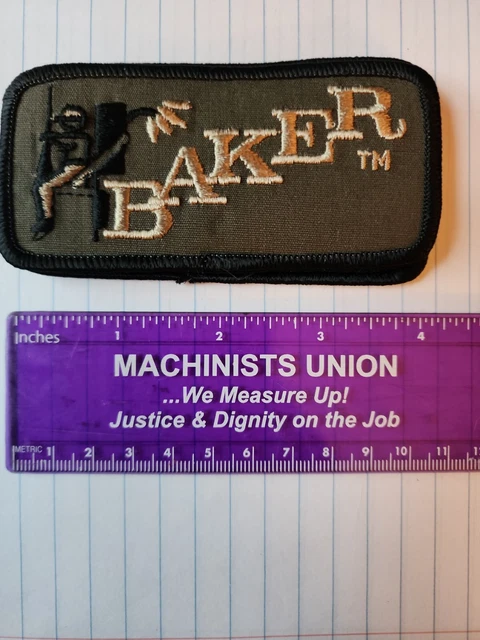 BAKER
TM
Inches 1 2 3 4
MACHINISTS UNION
...We Measure Up!
Justice & Dignity on the Job
METRIC 1 2 3 4 5 6 7 8 9 10 11